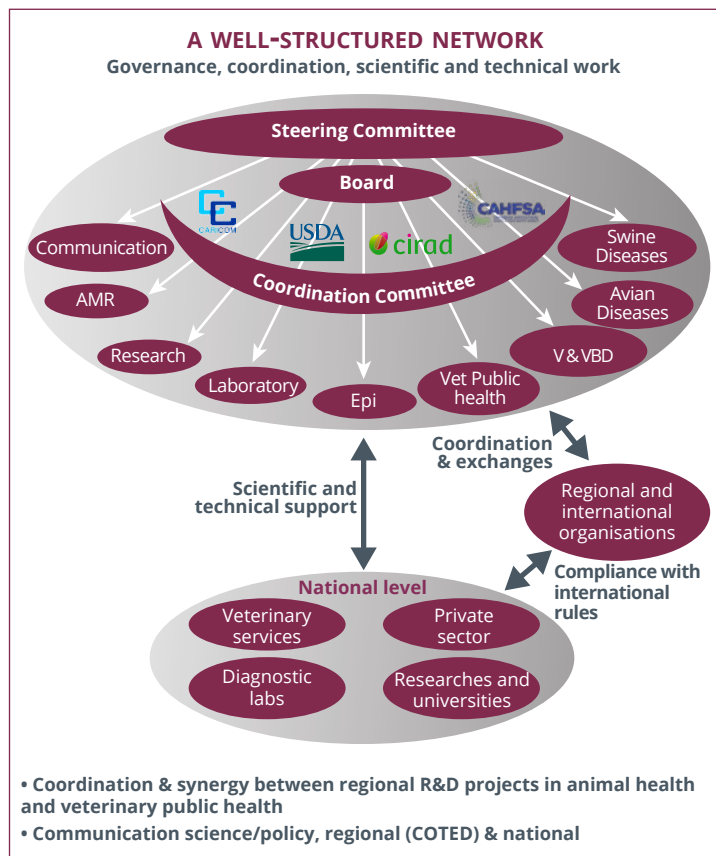 A WELL-STRUCTURED NETWORK
Governance, coordination, scientific and technical work
Steering Committee
Board
CARICOM
USDA
cirad
CAHFSA
Coordination Committee
Communication
AMR
Research
Laboratory
Epi
Vet Public
health
V & VBD
Avian
Diseases
Swine
Diseases
Coordination
& exchanges
Scientific and
technical support
Regional and
international
organisations
Compliance with
international
rules
National level
Veterinary
services
Private
sector
Diagnostic
labs
Researches and
universities
• Coordination & synergy between regional R&D projects in animal health
and veterinary public health
• Communication science/policy, regional (COTED) & national